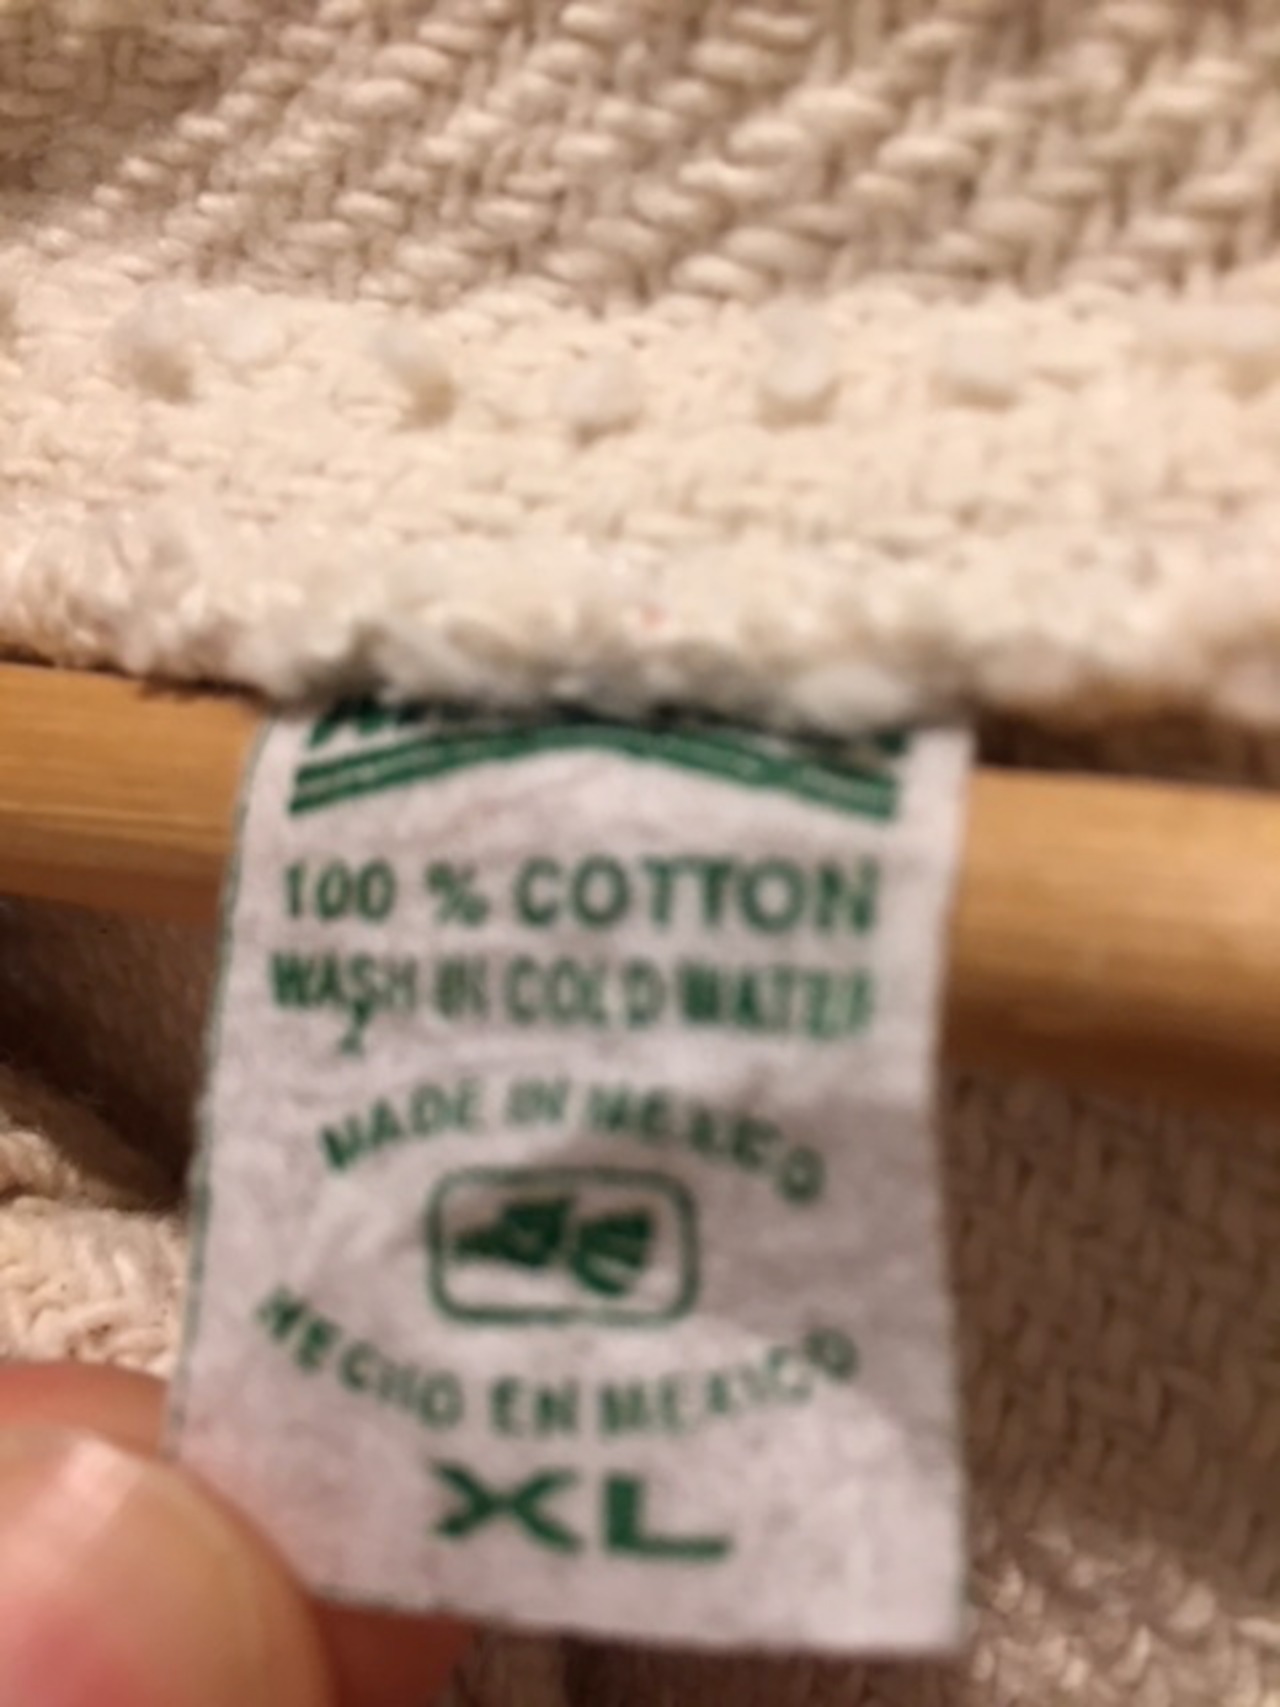 100 % COTTON
WASH IN COLD WATER
MADE IN MEXICO
HECHO EN MEXICO
XL